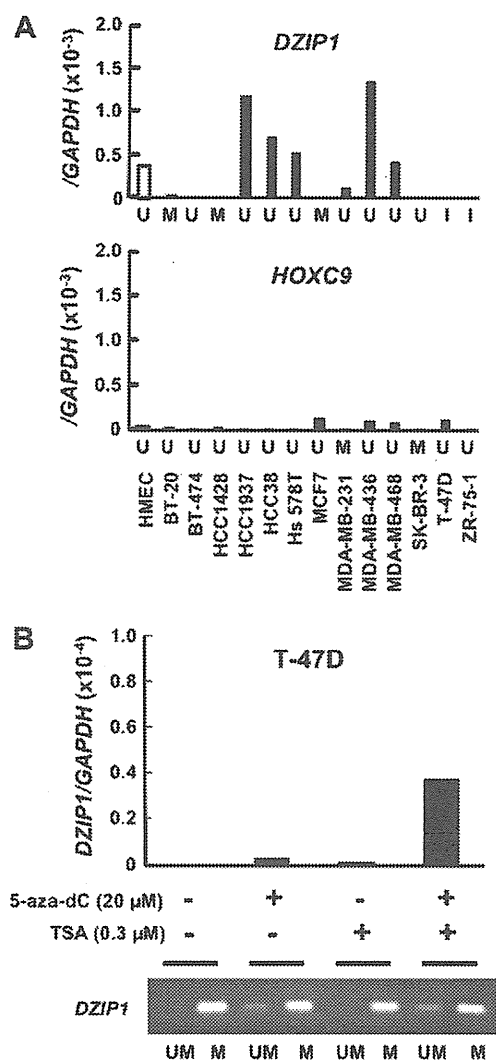 A
DZIP1
/GAPDH (x10-3)
2.0
1.5
1.0
0.5
0
U M U M U U U M U U U U I I
HOXC9
/GAPDH (x10-3)
2.0
1.5
1.0
0.5
0
U U U U U U U U M U U M U U
HMEC
BT-20
BT-474
HCC1428
HCC1937
HCC38
Hs 578T
MCF7
MDA-MB-231
MDA-MB-436
MDA-MB-468
SK-BR-3
T-47D
ZR-75-1
B
T-47D
DZIP1/GAPDH (x10-4)
1.0
0.8
0.6
0.4
0.2
0
5-aza-dC (20 µM) - + - +
TSA (0.3 µM) - - + +
DZIP1
UM M UM M UM M UM M